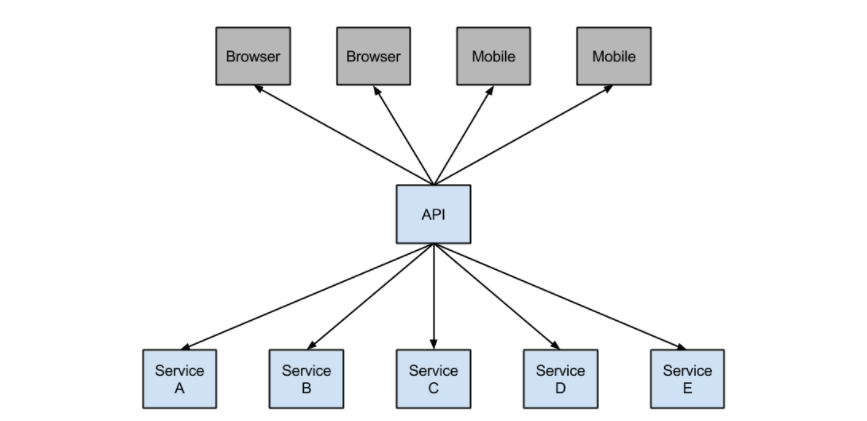 Browser
Browser
Mobile
Mobile
API
Service
A
Service
B
Service
C
Service
D
Service
E